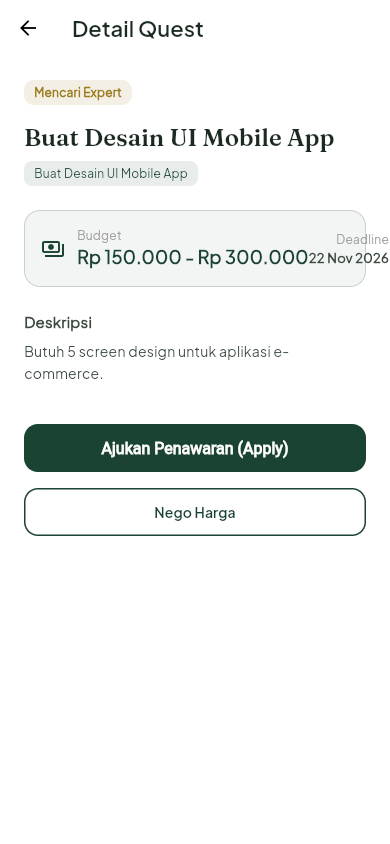 Detail Quest
Mencari Expert
Buat Desain UI Mobile App
Buat Desain UI Mobile App
Budget
Deadline
Rp 150.000 - Rp 300.000
22 Nov 2026
Deskripsi
Butuh 5 screen design untuk aplikasi e-
commerce.
Ajukan Penawaran (Apply)
Nego Harga